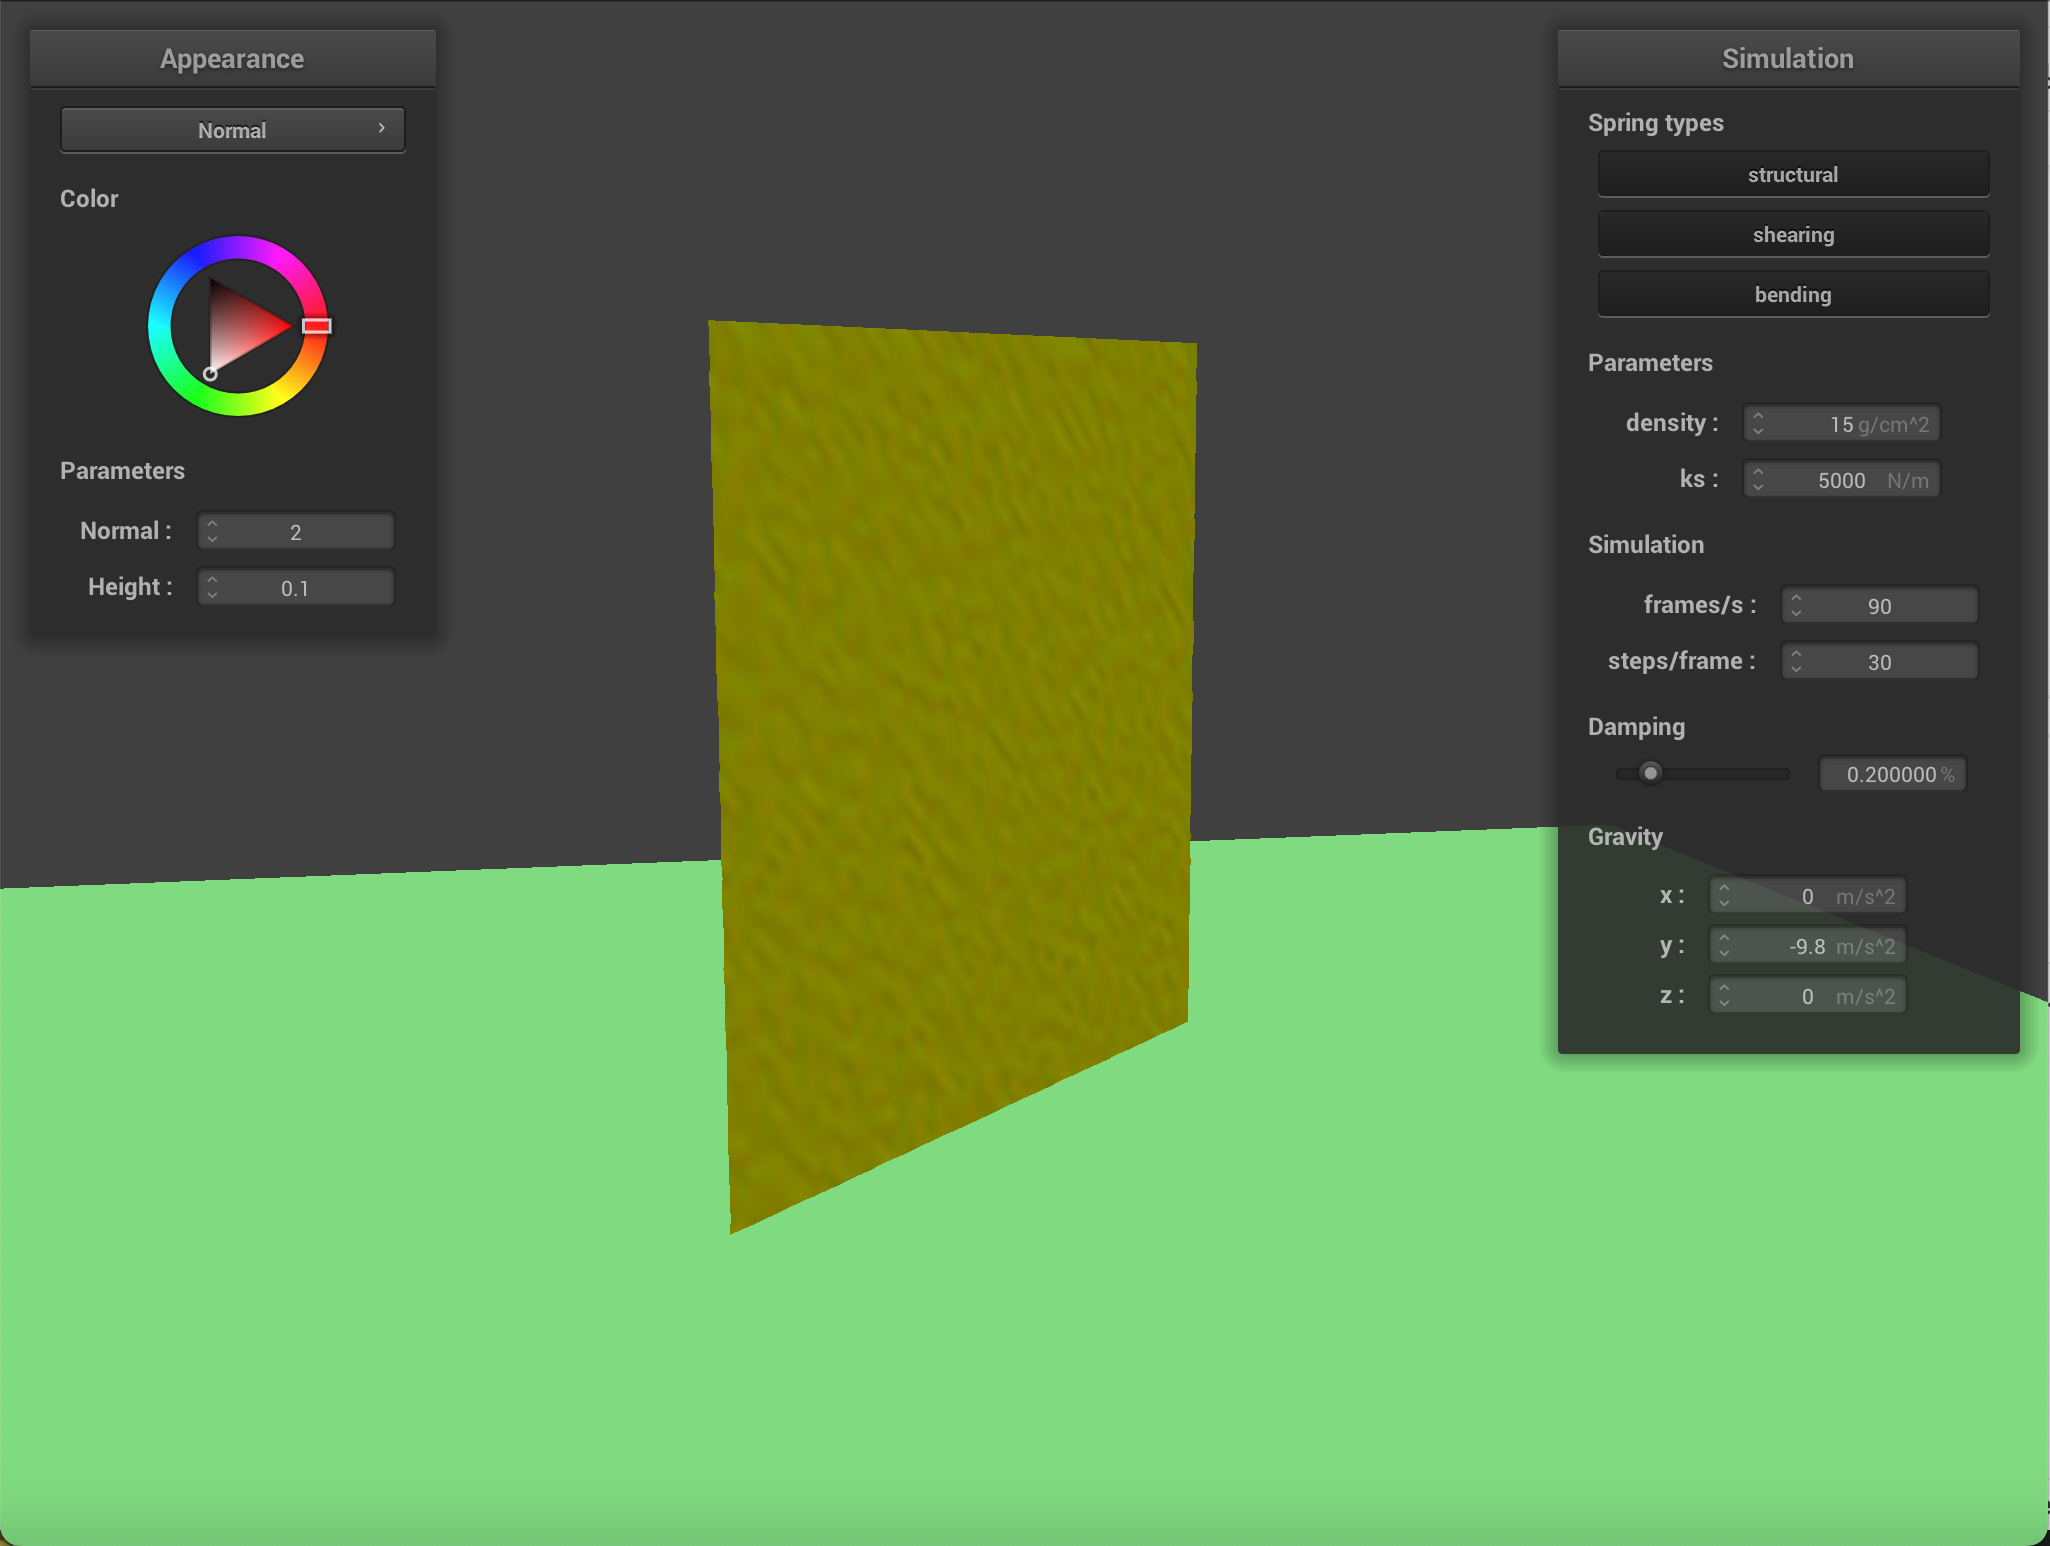 Appearance
Normal
Color
Parameters
Normal : 2
Height : 0.1
Simulation
Spring types
structural
shearing
bending
Parameters
density : 15 g/cm^2
ks : 5000 N/m
Simulation
frames/s : 90
steps/frame : 30
Damping
0.200000 %
Gravity
x : 0 m/s^2
y : -9.8 m/s^2
z : 0 m/s^2